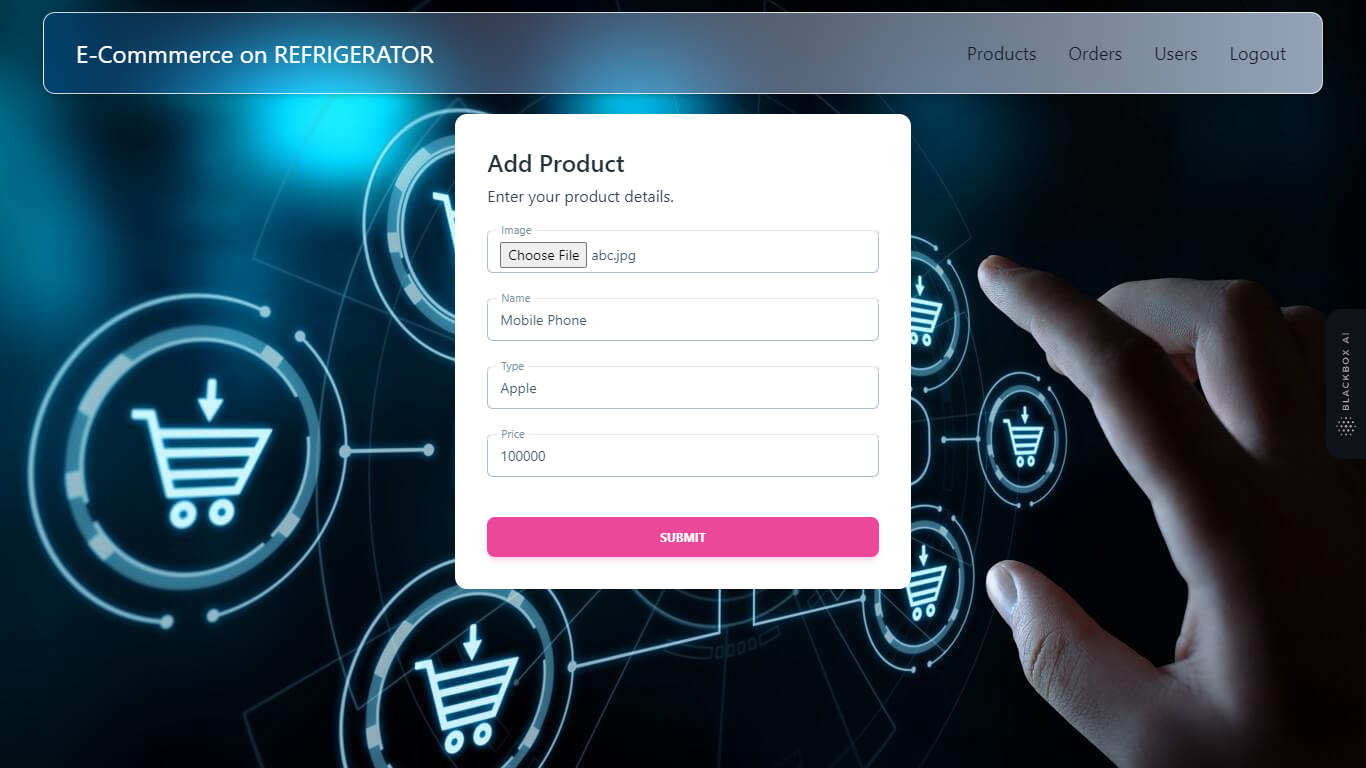 E-Commmerce on REFRIGERATOR
Products Orders Users Logout
Add Product
Enter your product details.
Image
Choose File abc.jpg
Name
Mobile Phone
Type
Apple
Price
100000
SUBMIT
BLACKBOX AI